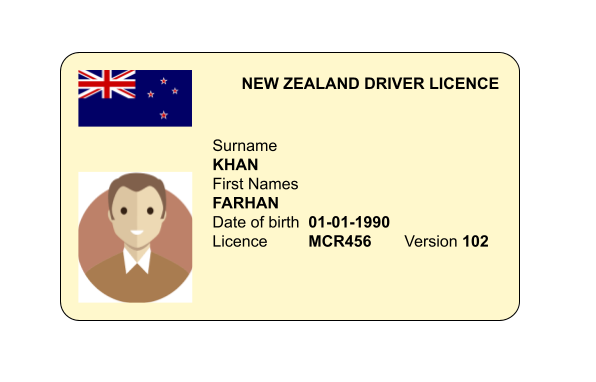 NEW ZEALAND DRIVER LICENCE
Surname
KHAN
First Names
FARHAN
Date of birth 01-01-1990
Licence MCR456 Version 102